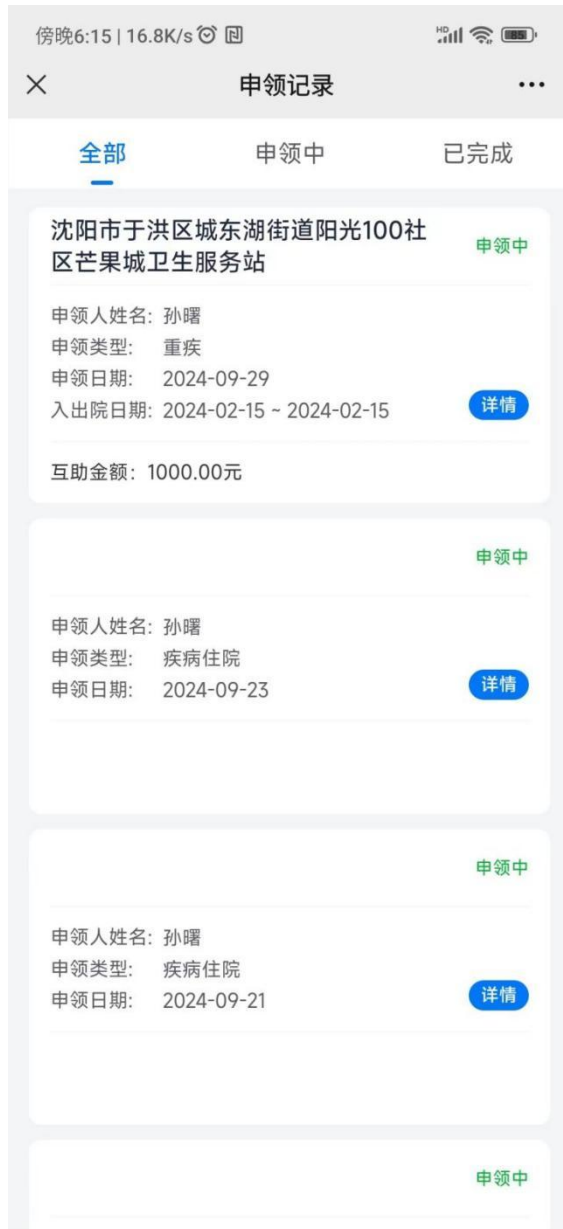 傍晚6:15 | 16.8K/s
HD 85
申领记录
全部 申领中 已完成
沈阳市于洪区城东湖街道阳光100社
区芒果城卫生服务站
申领中
申领人姓名: 孙曙
申领类型: 重疾
申领日期: 2024-09-29
入出院日期: 2024-02-15 ~ 2024-02-15
详情
互助金额: 1000.00元
申领中
申领人姓名: 孙曙
申领类型: 疾病住院
申领日期: 2024-09-23
详情
申领中
申领人姓名: 孙曙
申领类型: 疾病住院
申领日期: 2024-09-21
详情
申领中